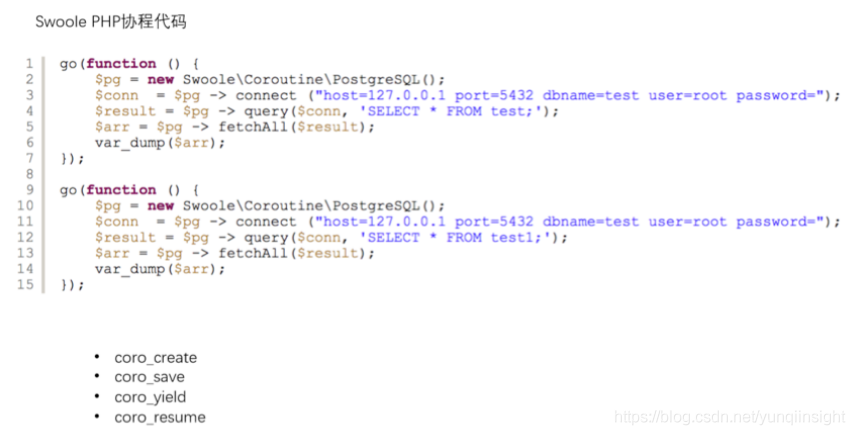 Swoole PHP协程代码
1 go(function () {
2 $pg = new Swoole\Coroutine\PostgreSQL();
3 $conn  = $pg -> connect ("host=127.0.0.1 port=5432 dbname=test user=root password=");
4 $result = $pg -> query($conn, 'SELECT * FROM test;');
5 $arr = $pg -> fetchAll($result);
6 var_dump($arr);
7 });
8
9 go(function () {
10 $pg = new Swoole\Coroutine\PostgreSQL();
11 $conn  = $pg -> connect ("host=127.0.0.1 port=5432 dbname=test user=root password=");
12 $result = $pg -> query($conn, 'SELECT * FROM test1;');
13 $arr = $pg -> fetchAll($result);
14 var_dump($arr);
15 });
• coro_create
• coro_save
• coro_yield
• coro_resume
https://blog.csdn.net/yunqiinsight